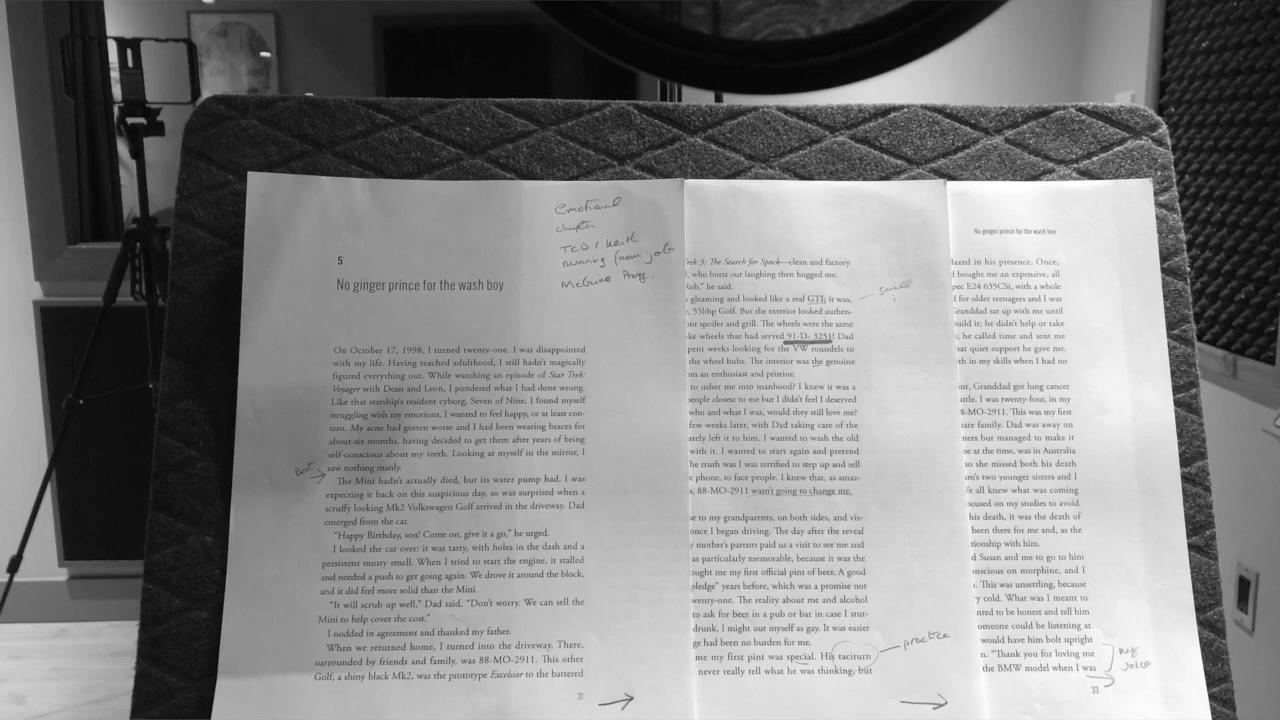 emotional
chapter
TCD / Keith
running from job
McGuire Prog.
5
No ginger prince for the wash boy
On October 17, 1998, I turned twenty-one. I was disappointed
with my life. Having reached adulthood, I still hadn't magically
figured everything out. While watching an episode of Star Trek:
Voyager with Dean and Leon, I pondered what I had done wrong.
Like that starship's resident cyborg, Seven of Nine, I found myself
struggling with my emotions. I wanted to feel happy, or at least con-
tent. My acne had gotten worse and I had been wearing braces for
about six months, having decided to get them after years of being
self-conscious about my teeth. Looking at myself in the mirror, I
saw nothing manly.
The Mini hadn't actually died, but its water pump had. I was
expecting it back on this auspicious day, so was surprised when a
scruffy looking Mk2 Volkswagen Golf arrived in the driveway. Dad
emerged from the car.
"Happy Birthday, son! Come on, give it a go," he urged.
I looked the car over: it was tatty, with holes in the dash and a
persistent musty smell. When I tried to start the engine, it stalled
and needed a push to get going again. We drove it around the block,
and it did feel more solid than the Mini.
"It will scrub up well," Dad said. "Don't worry. We can sell the
Mini to help cover the cost."
I nodded in agreement and thanked my father.
When we returned home, I turned into the driveway. There,
surrounded by friends and family, was 88-MO-2911. This other
Golf, a shiny black Mk2, was the prototype Excelsior to the battered
31
Trek 3: The Search for Spock—clean and factory
, who burst out laughing then hugged me.
Rob," he said.
gleaming and looked like a real GTI; it was,
, 55bhp Golf. But the exterior looked authen-
ont spoiler and grill. The wheels were the same
ke wheels that had served 91-D-3251! Dad
pent weeks looking for the VW roundels to
the wheel hubs. The interior was the genuine
om an enthusiast and pristine.
to usher me into manhood? I knew it was a
people closest to me but I didn't feel I deserved
who and what I was, would they still love me?
few weeks later, with Dad taking care of the
ately left it to him. I wanted to wash the old
with it. I wanted to start again and pretend
The truth was I was terrified to step up and sell
e phone, to face people. I knew that, as amaz-
s, 88-MO-2911 wasn't going to change me.
se to my grandparents, on both sides, and vis-
once I began driving. The day after the reveal
y mother's parents paid us a visit to see me and
as particularly memorable, because it was the
ought me my first official pint of beer. A good
pledge" years before, which was a promise not
wenty-one. The reality about me and alcohol
to ask for beer in a pub or bar in case I stut-
drunk, I might out myself as gay. It was easier
ge had been no burden for me.
me my first pint was special. His taciturn
never really tell what he was thinking, but
small
practice
No ginger prince for the wash boy
laxed in his presence. Once,
l bought me an expensive, all
pec E24 635CSi, with a whole
d for older teenagers and I was
Granddad sat up with me until
uild it; he didn't help or take
, he called time and sent me
hat quiet support he gave me.
th in my skills when I had no
int, Granddad got lung cancer
attle. I was twenty-four, in my
8-MO-2911. This was my first
iate family. Dad was away on
ners but managed to make it
e at the time, was in Australia
so she missed both his death
m's two younger sisters and I
e all knew what was coming
ocused on my studies to avoid
his death, it was the death of
been there for me and, as the
tionship with him.
d Susan and me to go to him
nscious on morphine, and I
. This was unsettling, because
y cold. What was I meant to
nted to be honest and tell him
omeone could be listening at
would have him bolt upright
n. "Thank you for loving me
the BMW model when I was
my
voice
33